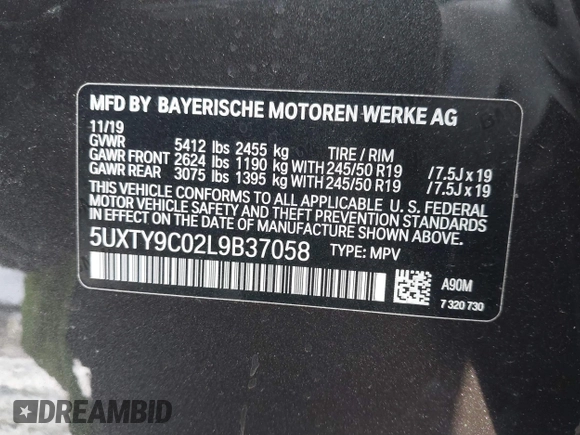 MFD BY BAYERISCHE MOTOREN WERKE AG
11/19
GVWR 5412 lbs 2455 kg TIRE / RIM
GAWR FRONT 2624 lbs 1190 kg WITH 245/50 R19 /7.5J x 19
GAWR REAR 3075 lbs 1395 kg WITH 245/50 R19 /7.5J x 19
THIS VEHICLE CONFORMS TO ALL APPLICABLE U. S. FEDERAL
MOTOR VEHICLE SAFETY AND THEFT PREVENTION STANDARDS
IN EFFECT ON THE DATE OF MANUFACTURE SHOWN ABOVE.
5UXTY9C02L9B37058 TYPE: MPV
A90M
7 320 730
DREAMBID